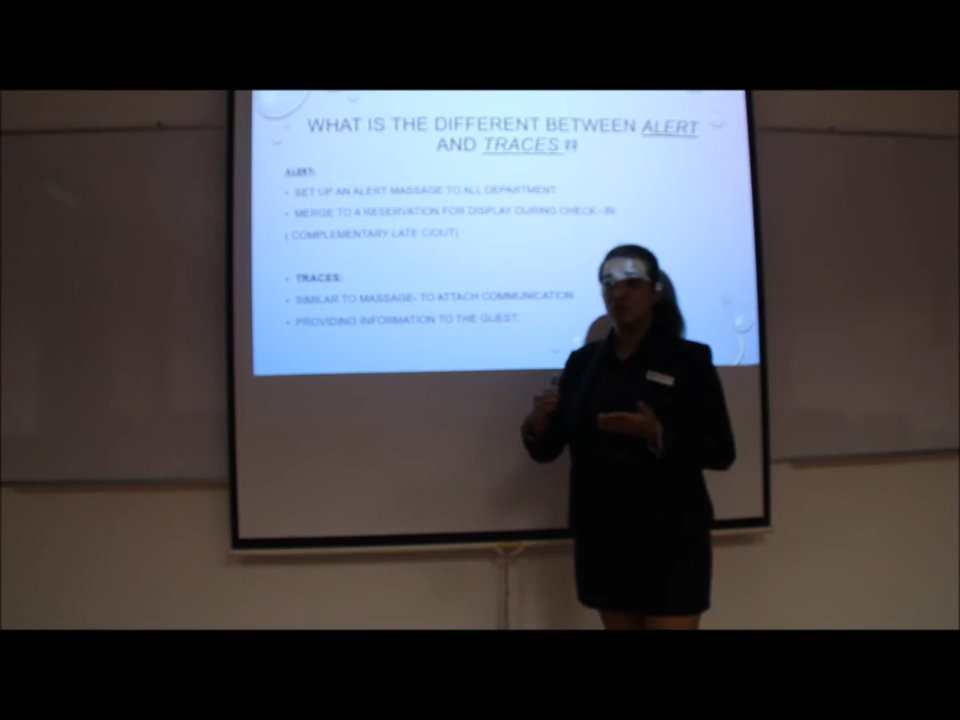 WHAT IS THE DIFFERENT BETWEEN ALERT
AND TRACES ??
ALERT:
• SET UP AN ALERT MASSAGE TO ALL DEPARTMENT.
• MERGE TO A RESERVATION FOR DISPLAY DURING CHECK –IN.
( COMPLEMENTARY LATE C/OUT)
• TRACES:
• SIMILAR TO MASSAGE- TO ATTACH COMMUNICATION
• PROVIDING INFORMATION TO THE GUEST.